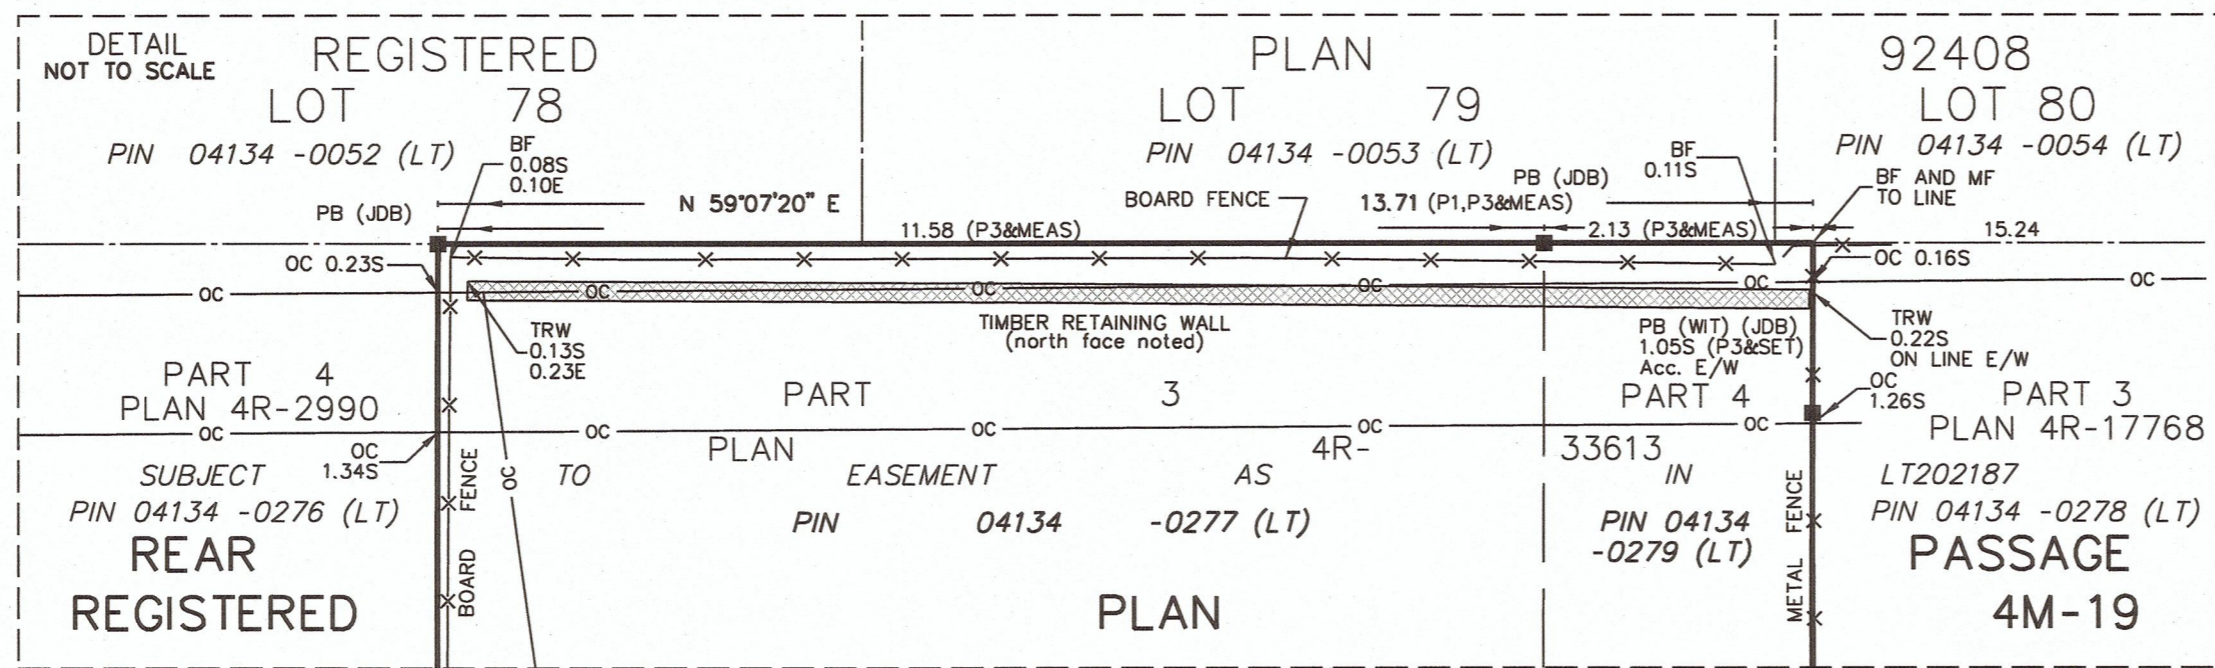 DETAIL
NOT TO SCALE
REGISTERED PLAN 92408
LOT 78
LOT 79
LOT 80
PIN 04134 -0052 (LT)
PIN 04134 -0053 (LT)
PIN 04134 -0054 (LT)
BF
0.08S
0.10E
BF
0.11S
BF AND MF
TO LINE
PB (JDB)
N 59°07'20" E
BOARD FENCE
PB (JDB)
13.71 (P1,P3&MEAS)
11.58 (P3&MEAS)
2.13 (P3&MEAS)
15.24
OC 0.23S
OC 0.16S
OC OC OC OC OC OC
TRW
0.13S
0.23E
TIMBER RETAINING WALL
(north face noted)
PB (WIT) (JDB)
1.05S (P3&SET)
Acc. E/W
TRW
0.22S
ON LINE E/W
OC
1.26S
PART 4
PLAN 4R-2990
PART 3
PART 4
PART 3
PLAN 4R-17768
OC OC OC OC OC
OC
1.34S
PLAN 4R- 33613
SUBJECT TO EASEMENT AS IN LT202187
PIN 04134 -0276 (LT)
PIN 04134 -0277 (LT)
PIN 04134
-0279 (LT)
PIN 04134 -0278 (LT)
BOARD FENCE
OC
METAL FENCE
REAR PASSAGE
REGISTERED PLAN 4M-19